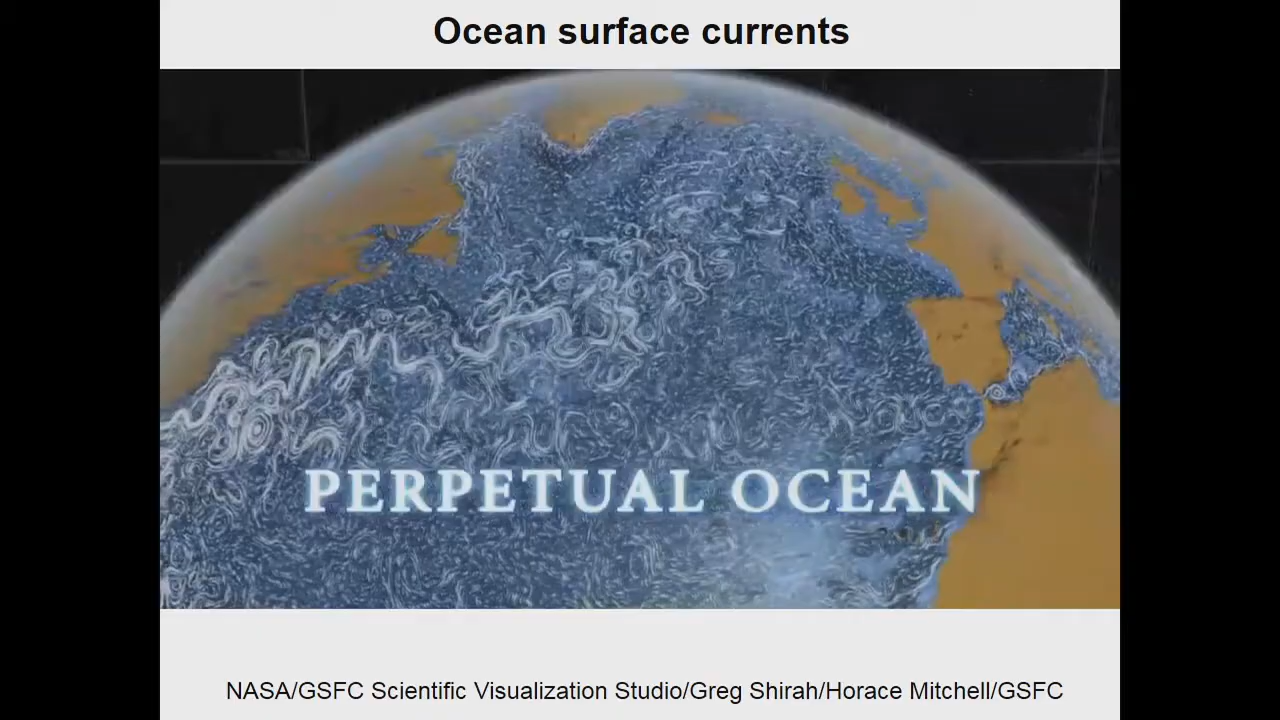 Ocean surface currents
PERPETUAL OCEAN
NASA/GSFC Scientific Visualization Studio/Greg Shirah/Horace Mitchell/GSFC